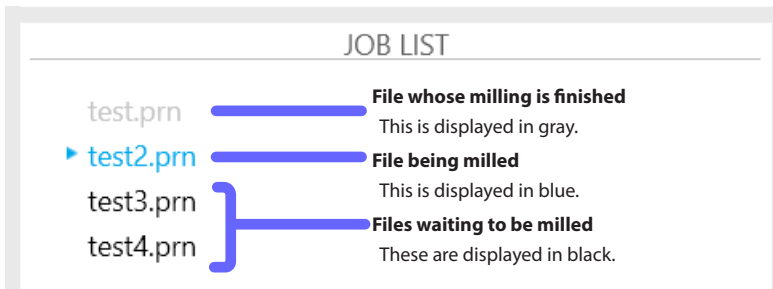 JOB LIST
test.prn
File whose milling is finished
This is displayed in gray.
test2.prn
File being milled
This is displayed in blue.
test3.prn
test4.prn
Files waiting to be milled
These are displayed in black.